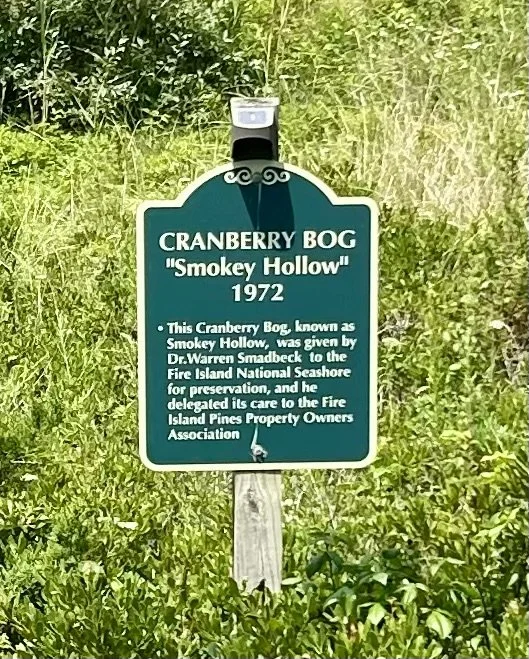 CRANBERRY BOG
"Smokey Hollow"
1972
• This Cranberry Bog, known as
Smokey Hollow, was given by
Dr.Warren Smadbeck to the
Fire Island National Seashore
for preservation, and he
delegated its care to the Fire
Island Pines Property Owners
Association